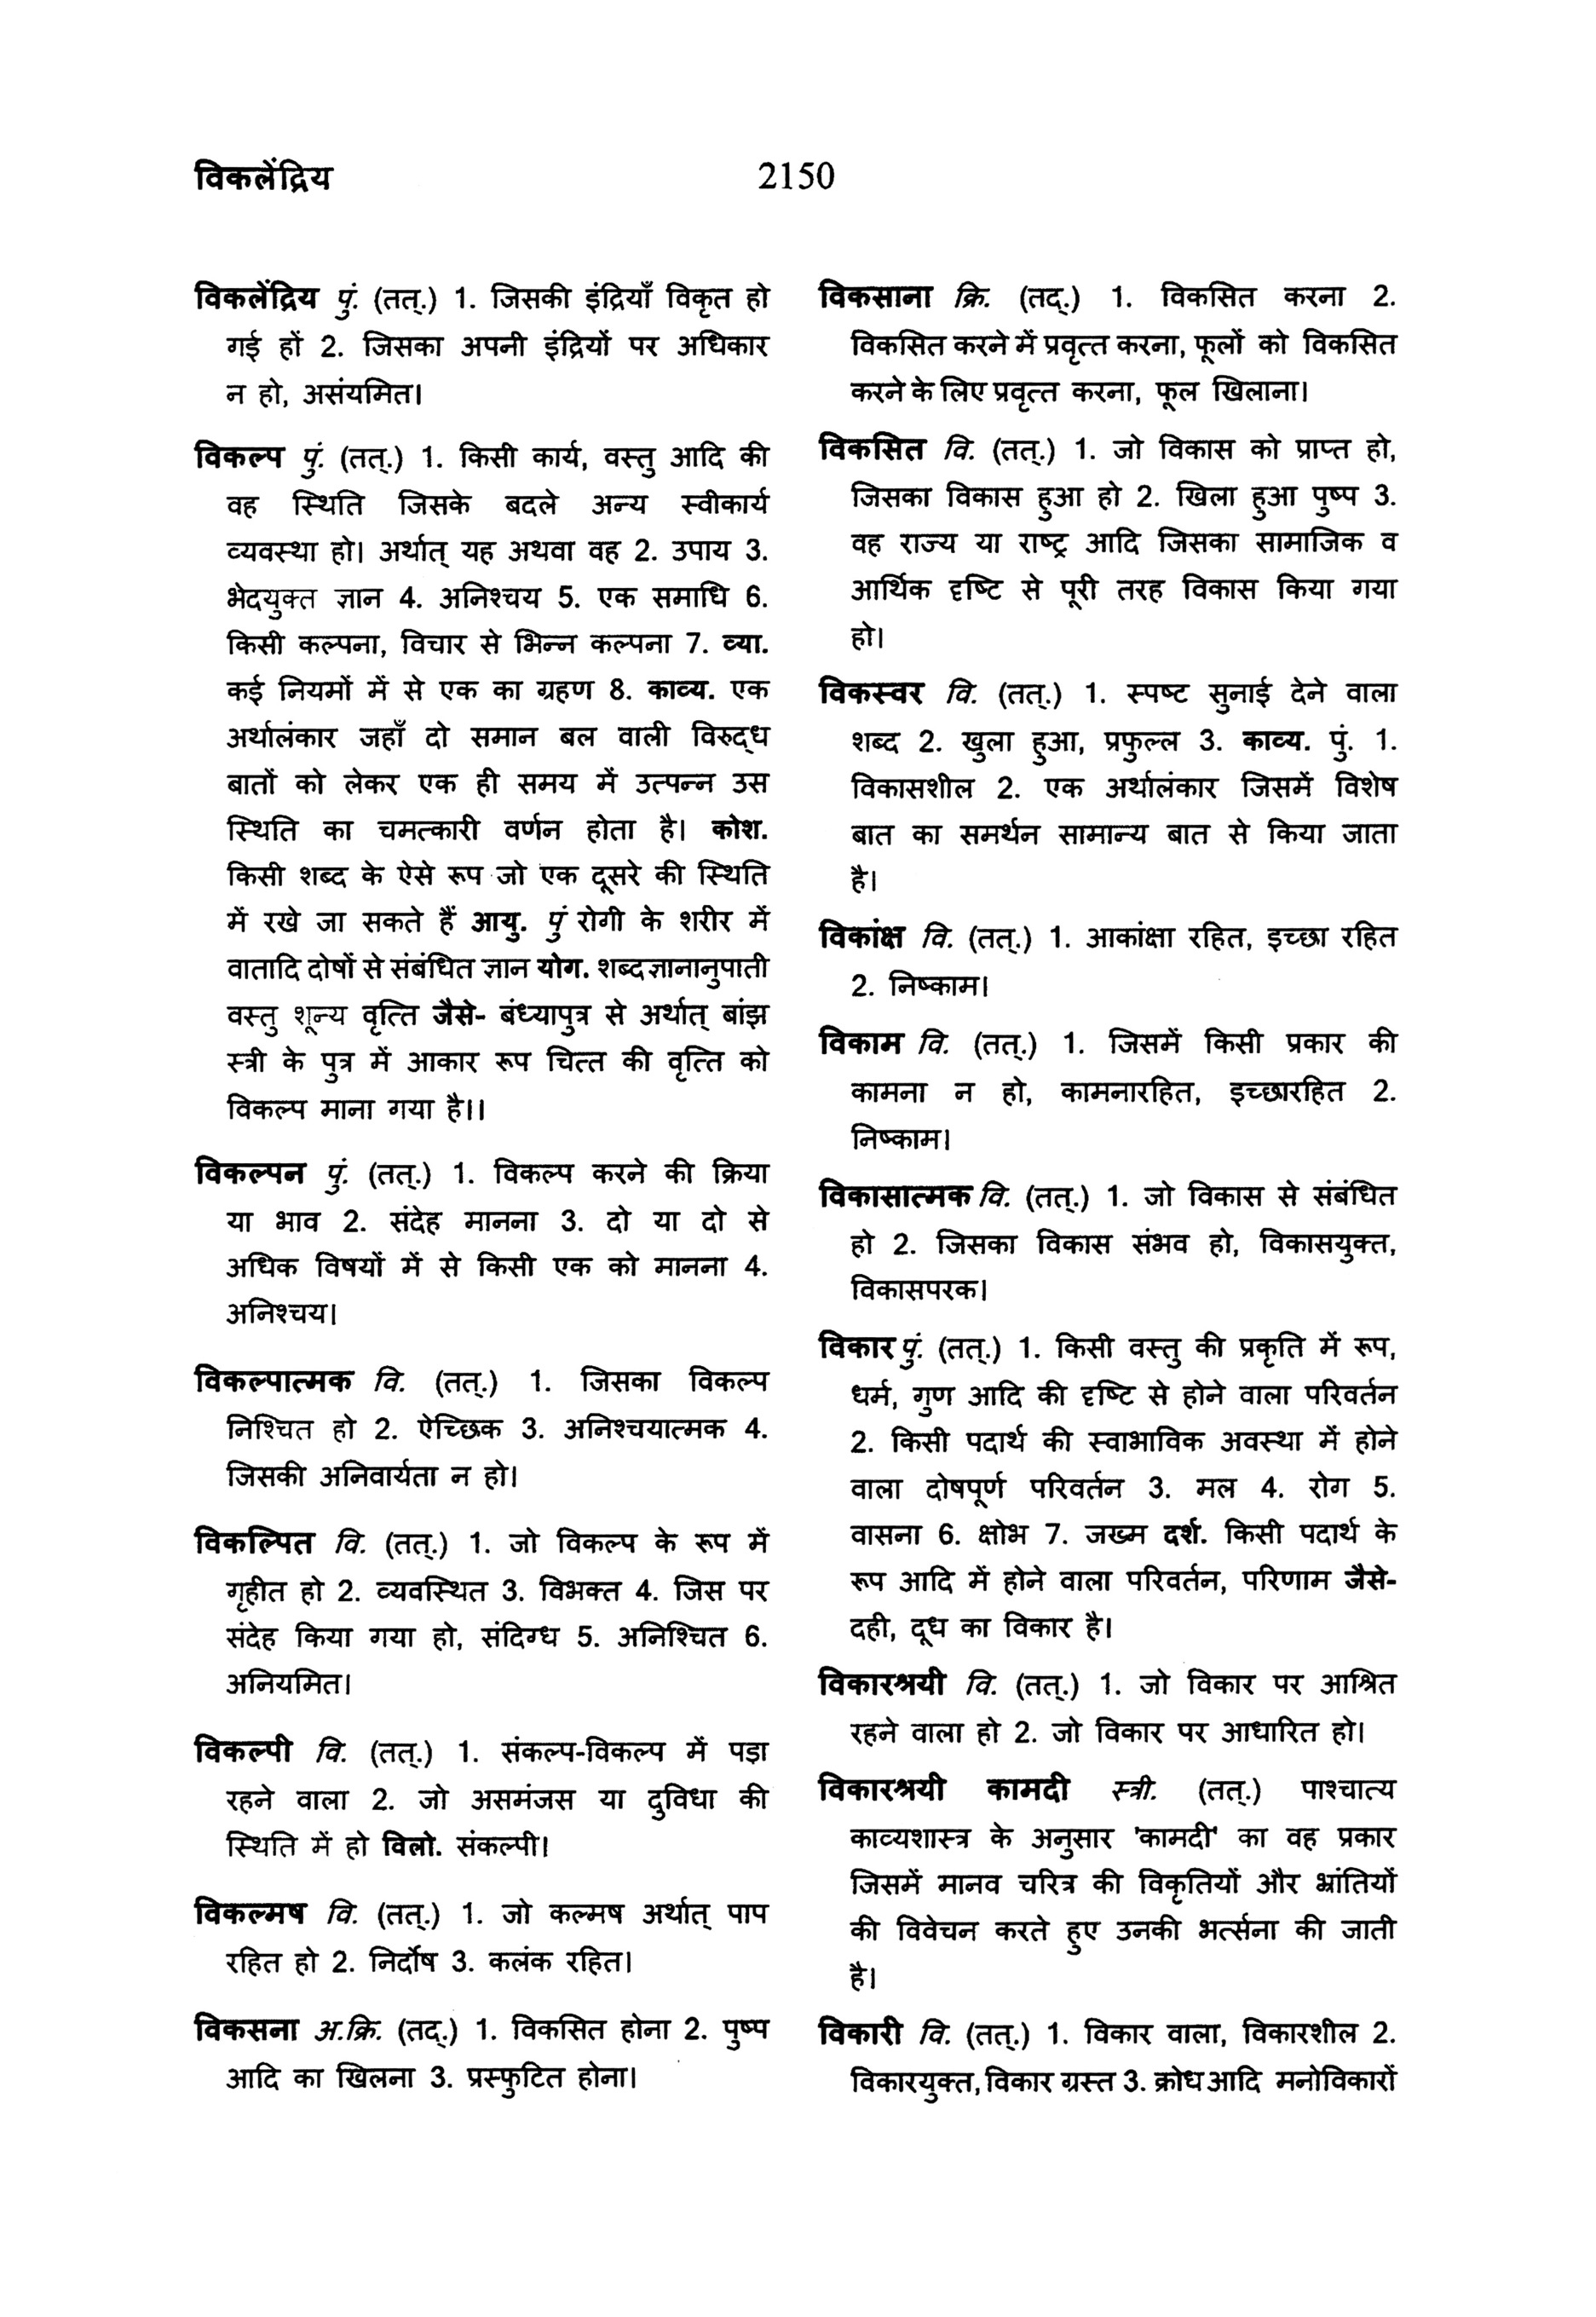 विकलेंद्रिय
2150
विकलेंद्रिय पुं. (तत्.) 1. जिसकी इंद्रियाँ विकृत हो
गई हों 2. जिसका अपनी इंद्रियों पर अधिकार
न हो, असंयमित।
विकल्प पुं. (तत्.) 1. किसी कार्य, वस्तु आदि की
वह स्थिति जिसके बदले अन्य स्वीकार्य
व्यवस्था हो। अर्थात् यह अथवा वह 2. उपाय 3.
भेदयुक्त ज्ञान 4. अनिश्चय 5. एक समाधि 6.
किसी कल्पना, विचार से भिन्न कल्पना 7. व्या.
कई नियमों में से एक का ग्रहण 8. काव्य. एक
अर्थालंकार जहाँ दो समान बल वाली विरुद्ध
बातों को लेकर एक ही समय में उत्पन्न उस
स्थिति का चमत्कारी वर्णन होता है। कोश.
किसी शब्द के ऐसे रूप जो एक दूसरे की स्थिति
में रखे जा सकते हैं आयु. पुं रोगी के शरीर में
वातादि दोषों से संबंधित ज्ञान योग. शब्दज्ञानानुपाती
वस्तु शून्य वृत्ति जैसे- बंध्यापुत्र से अर्थात् बांझ
स्त्री के पुत्र में आकार रूप चित्त की वृत्ति को
विकल्प माना गया है।।
विकल्पन पुं. (तत्.) 1. विकल्प करने की क्रिया
या भाव 2. संदेह मानना 3. दो या दो से
अधिक विषयों में से किसी एक को मानना 4.
अनिश्चय।
विकल्पात्मक वि. (तत्.) 1. जिसका विकल्प
निश्चित हो 2. ऐच्छिक 3. अनिश्चयात्मक 4.
जिसकी अनिवार्यता न हो।
विकल्पित वि. (तत्.) 1. जो विकल्प के रूप में
गृहीत हो 2. व्यवस्थित 3. विभक्त 4. जिस पर
संदेह किया गया हो, संदिग्ध 5. अनिश्चित 6.
अनियमित।
विकल्पी वि. (तत्.) 1. संकल्प-विकल्प में पड़ा
रहने वाला 2. जो असमंजस या दुविधा की
स्थिति में हो विलो. संकल्पी।
विकल्मष वि. (तत्.) 1. जो कल्मष अर्थात् पाप
रहित हो 2. निर्दोष 3. कलंक रहित।
विकसना अ.क्रि. (तद्.) 1. विकसित होना 2. पुष्प
आदि का खिलना 3. प्रस्फुटित होना।
विकसाना क्रि. (तद्.) 1. विकसित करना 2.
विकसित करने में प्रवृत्त करना, फूलों को विकसित
करने के लिए प्रवृत्त करना, फूल खिलाना।
विकसित वि. (तत्.) 1. जो विकास को प्राप्त हो,
जिसका विकास हुआ हो 2. खिला हुआ पुष्प 3.
वह राज्य या राष्ट्र आदि जिसका सामाजिक व
आर्थिक दृष्टि से पूरी तरह विकास किया गया
हो।
विकस्वर वि. (तत्.) 1. स्पष्ट सुनाई देने वाला
शब्द 2. खुला हुआ, प्रफुल्ल 3. काव्य. पुं. 1.
विकासशील 2. एक अर्थालंकार जिसमें विशेष
बात का समर्थन सामान्य बात से किया जाता
है।
विकांक्ष वि. (तत्.) 1. आकांक्षा रहित, इच्छा रहित
2. निष्काम।
विकाम वि. (तत्.) 1. जिसमें किसी प्रकार की
कामना न हो, कामनारहित, इच्छारहित 2.
निष्काम।
विकासात्मक वि. (तत्.) 1. जो विकास से संबंधित
हो 2. जिसका विकास संभव हो, विकासयुक्त,
विकासपरक।
विकार पुं. (तत्.) 1. किसी वस्तु की प्रकृति में रूप,
धर्म, गुण आदि की दृष्टि से होने वाला परिवर्तन
2. किसी पदार्थ की स्वाभाविक अवस्था में होने
वाला दोषपूर्ण परिवर्तन 3. मल 4. रोग 5.
वासना 6. क्षोभ 7. जख्म दर्श. किसी पदार्थ के
रूप आदि में होने वाला परिवर्तन, परिणाम जैसे-
दही, दूध का विकार है।
विकारश्रयी वि. (तत्.) 1. जो विकार पर आश्रित
रहने वाला हो 2. जो विकार पर आधारित हो।
विकारश्रयी कामदी स्त्री. (तत्.) पाश्चात्य
काव्यशास्त्र के अनुसार 'कामदी' का वह प्रकार
जिसमें मानव चरित्र की विकृतियों और भ्रांतियों
की विवेचन करते हुए उनकी भर्त्सना की जाती
है।
विकारी वि. (तत्.) 1. विकार वाला, विकारशील 2.
विकारयुक्त, विकार ग्रस्त 3. क्रोध आदि मनोविकारों